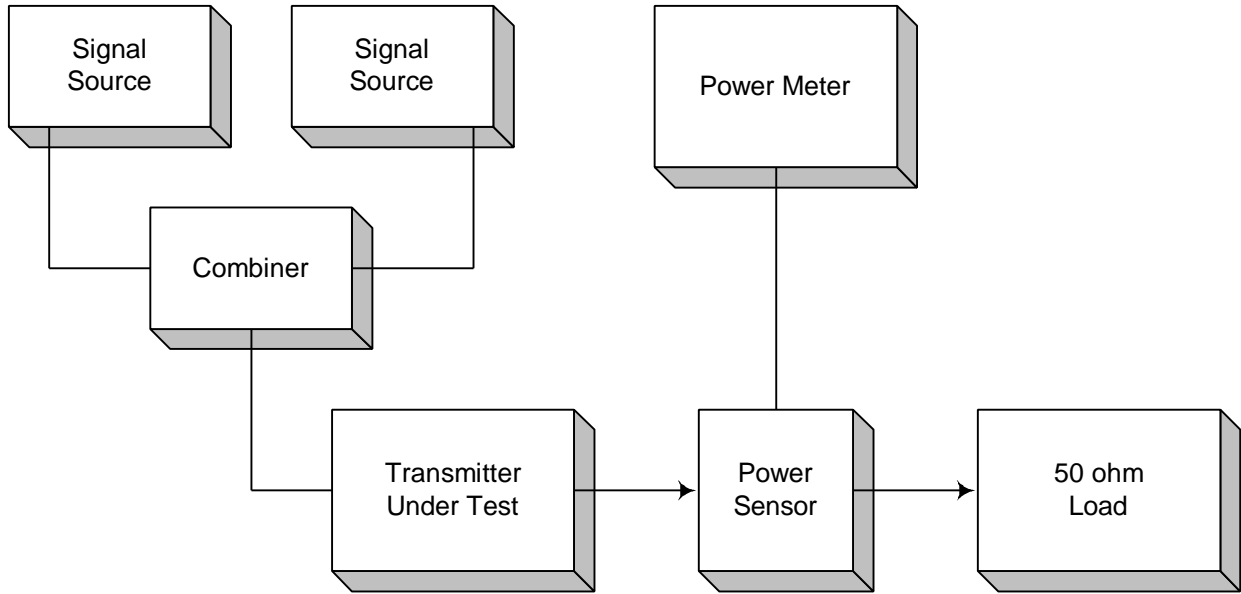 Signal
Source
Signal
Source
Power Meter
Combiner
Transmitter
Under Test
Power
Sensor
50 ohm
Load